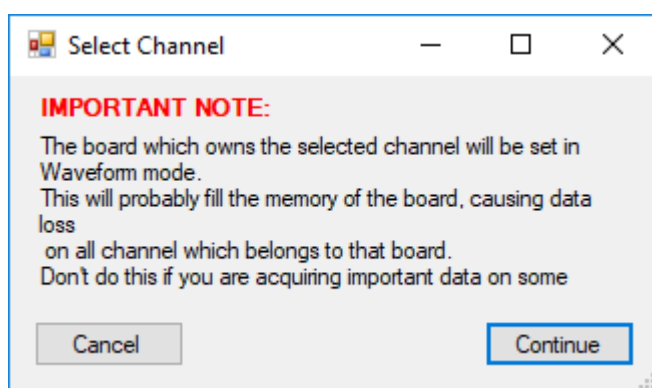 Select Channel
IMPORTANT NOTE:
The board which owns the selected channel will be set in
Waveform mode.
This will probably fill the memory of the board, causing data
loss
on all channel which belongs to that board.
Don't do this if you are acquiring important data on some
Cancel
Continue